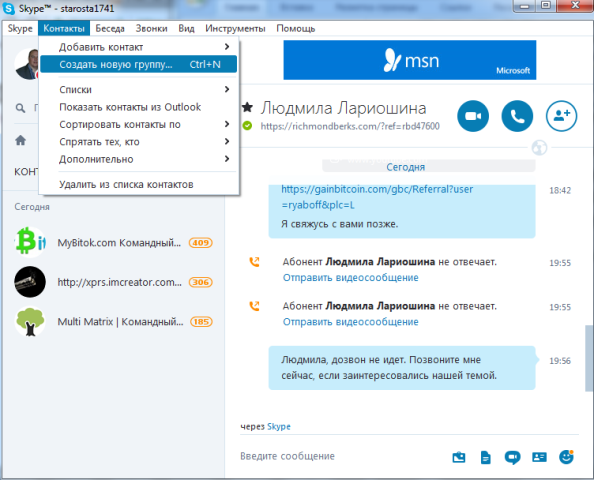 Skype™ - starosta1741
Skype Контакты Беседа Звонки Вид Инструменты Помощь
Добавить контакт
Создать новую группу... Ctrl+N
Списки
Показать контакты из Outlook
Сортировать контакты по
Спрятать тех, кто
Дополнительно
Удалить из списка контактов
КОНТ
Сегодня
MyBitok.com Командный... 409
http://xprs.imcreator.com... 306
Multi Matrix | Командный... 185
msn
Microsoft
Людмила Лариошина
https://richmondberks.com/?ref=rbd47600
Сегодня
https://gainbitcoin.com/gbc/Referral?user
=ryaboff&plc=L
18:42
Я свяжусь с вами позже.
Абонент Людмила Лариошина не отвечает.
19:55
Отправить видеосообщение
Абонент Людмила Лариошина не отвечает.
19:55
Отправить видеосообщение
Людмила, дозвон не идет. Позвоните мне
19:56
сейчас, если заинтересовались нашей темой.
через Skype
Введите сообщение